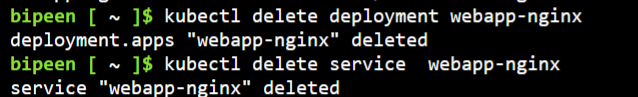 bipeen [ ~ ]$ kubectl delete deployment webapp-nginx
deployment.apps "webapp-nginx" deleted
bipeen [ ~ ]$ kubectl delete service  webapp-nginx
service "webapp-nginx" deleted